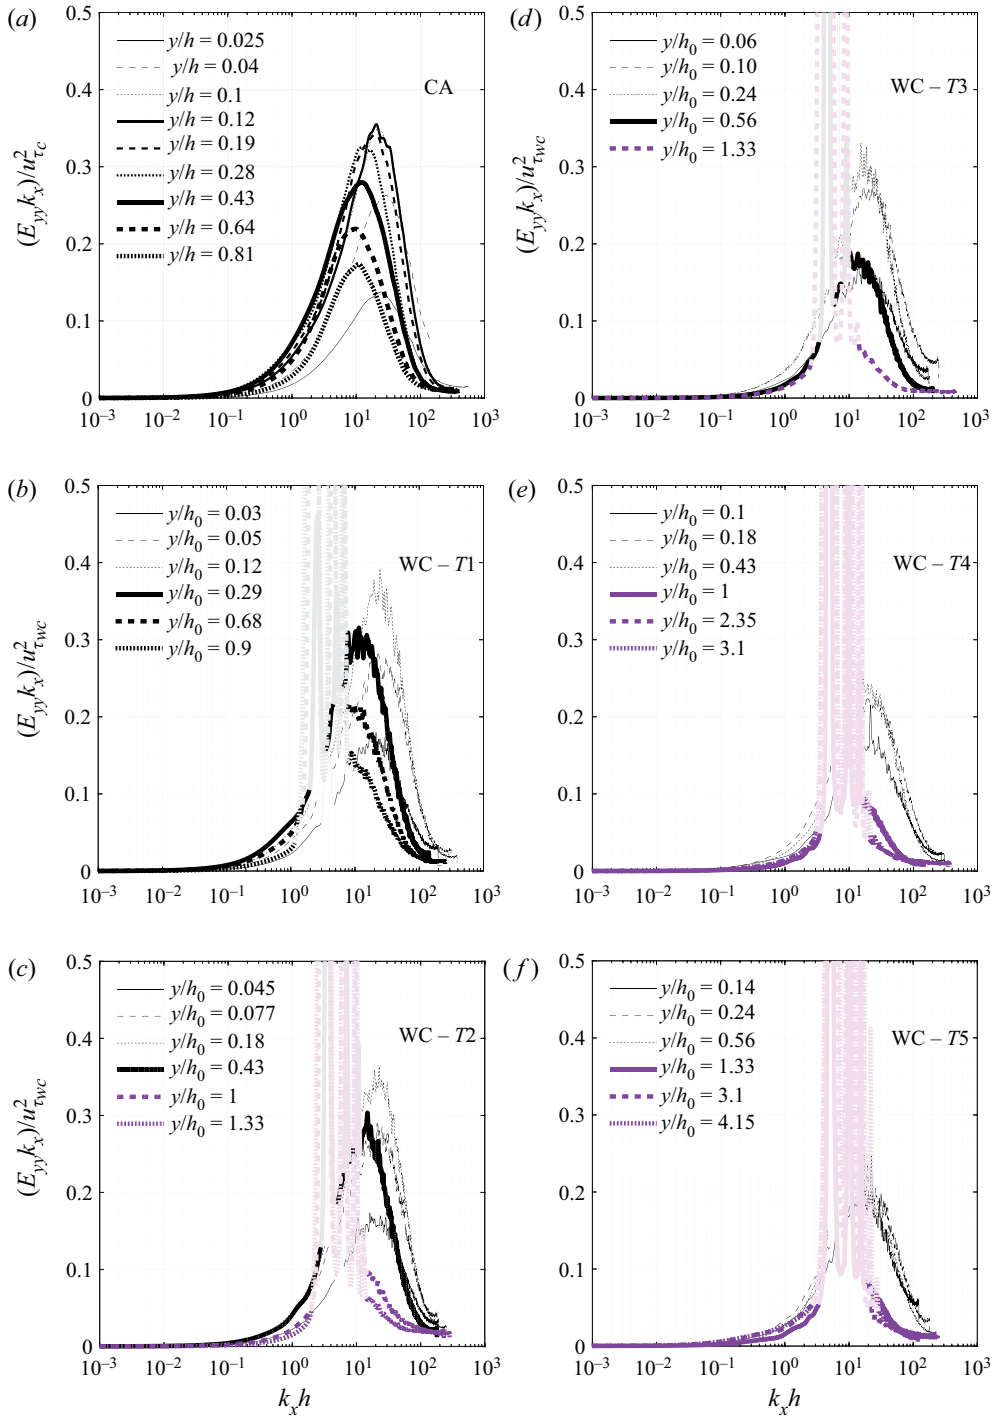 (a)
0.5
0.4
0.3
0.2
0.1
0
(E_yy k_x)/u²_τc
y/h = 0.025
y/h = 0.04
y/h = 0.1
y/h = 0.12
y/h = 0.19
y/h = 0.28
y/h = 0.43
y/h = 0.64
y/h = 0.81
CA
10⁻³ 10⁻² 10⁻¹ 10⁰ 10¹ 10² 10³
(d)
0.5
0.4
0.3
0.2
0.1
0
(E_yy k_x)/u²_τwc
y/h₀ = 0.06
y/h₀ = 0.10
y/h₀ = 0.24
y/h₀ = 0.56
y/h₀ = 1.33
WC – T3
10⁻³ 10⁻² 10⁻¹ 10⁰ 10¹ 10² 10³
(b)
0.5
0.4
0.3
0.2
0.1
0
(E_yy k_x)/u²_τwc
y/h₀ = 0.03
y/h₀ = 0.05
y/h₀ = 0.12
y/h₀ = 0.29
y/h₀ = 0.68
y/h₀ = 0.9
WC – T1
10⁻³ 10⁻² 10⁻¹ 10⁰ 10¹ 10² 10³
(e)
0.5
0.4
0.3
0.2
0.1
0
y/h₀ = 0.1
y/h₀ = 0.18
y/h₀ = 0.43
y/h₀ = 1
y/h₀ = 2.35
y/h₀ = 3.1
WC – T4
10⁻³ 10⁻² 10⁻¹ 10⁰ 10¹ 10² 10³
(c)
0.5
0.4
0.3
0.2
0.1
0
(E_yy k_x)/u²_τwc
y/h₀ = 0.045
y/h₀ = 0.077
y/h₀ = 0.18
y/h₀ = 0.43
y/h₀ = 1
y/h₀ = 1.33
WC – T2
10⁻³ 10⁻² 10⁻¹ 10⁰ 10¹ 10² 10³
k_x h
(f)
0.5
0.4
0.3
0.2
0.1
0
y/h₀ = 0.14
y/h₀ = 0.24
y/h₀ = 0.56
y/h₀ = 1.33
y/h₀ = 3.1
y/h₀ = 4.15
WC – T5
10⁻³ 10⁻² 10⁻¹ 10⁰ 10¹ 10² 10³
k_x h